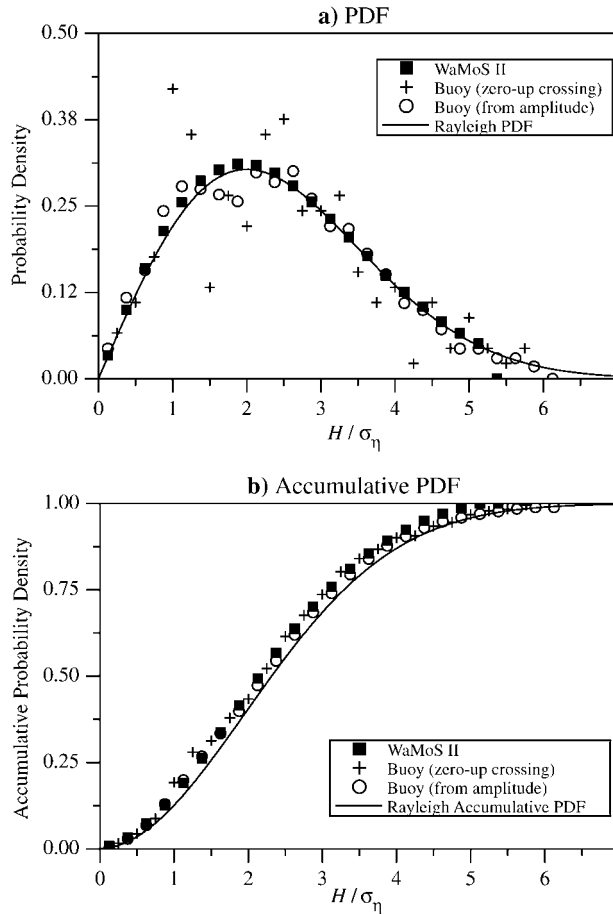 a) PDF
0.50
0.38
0.25
0.12
0.00
Probability Density
WaMoS II
Buoy (zero-up crossing)
Buoy (from amplitude)
Rayleigh PDF
0 1 2 3 4 5 6
H / ση
b) Accumulative PDF
1.00
0.75
0.50
0.25
0.00
Accumulative Probability Density
WaMoS II
Buoy (zero-up crossing)
Buoy (from amplitude)
Rayleigh Accumulative PDF
0 1 2 3 4 5 6
H / ση